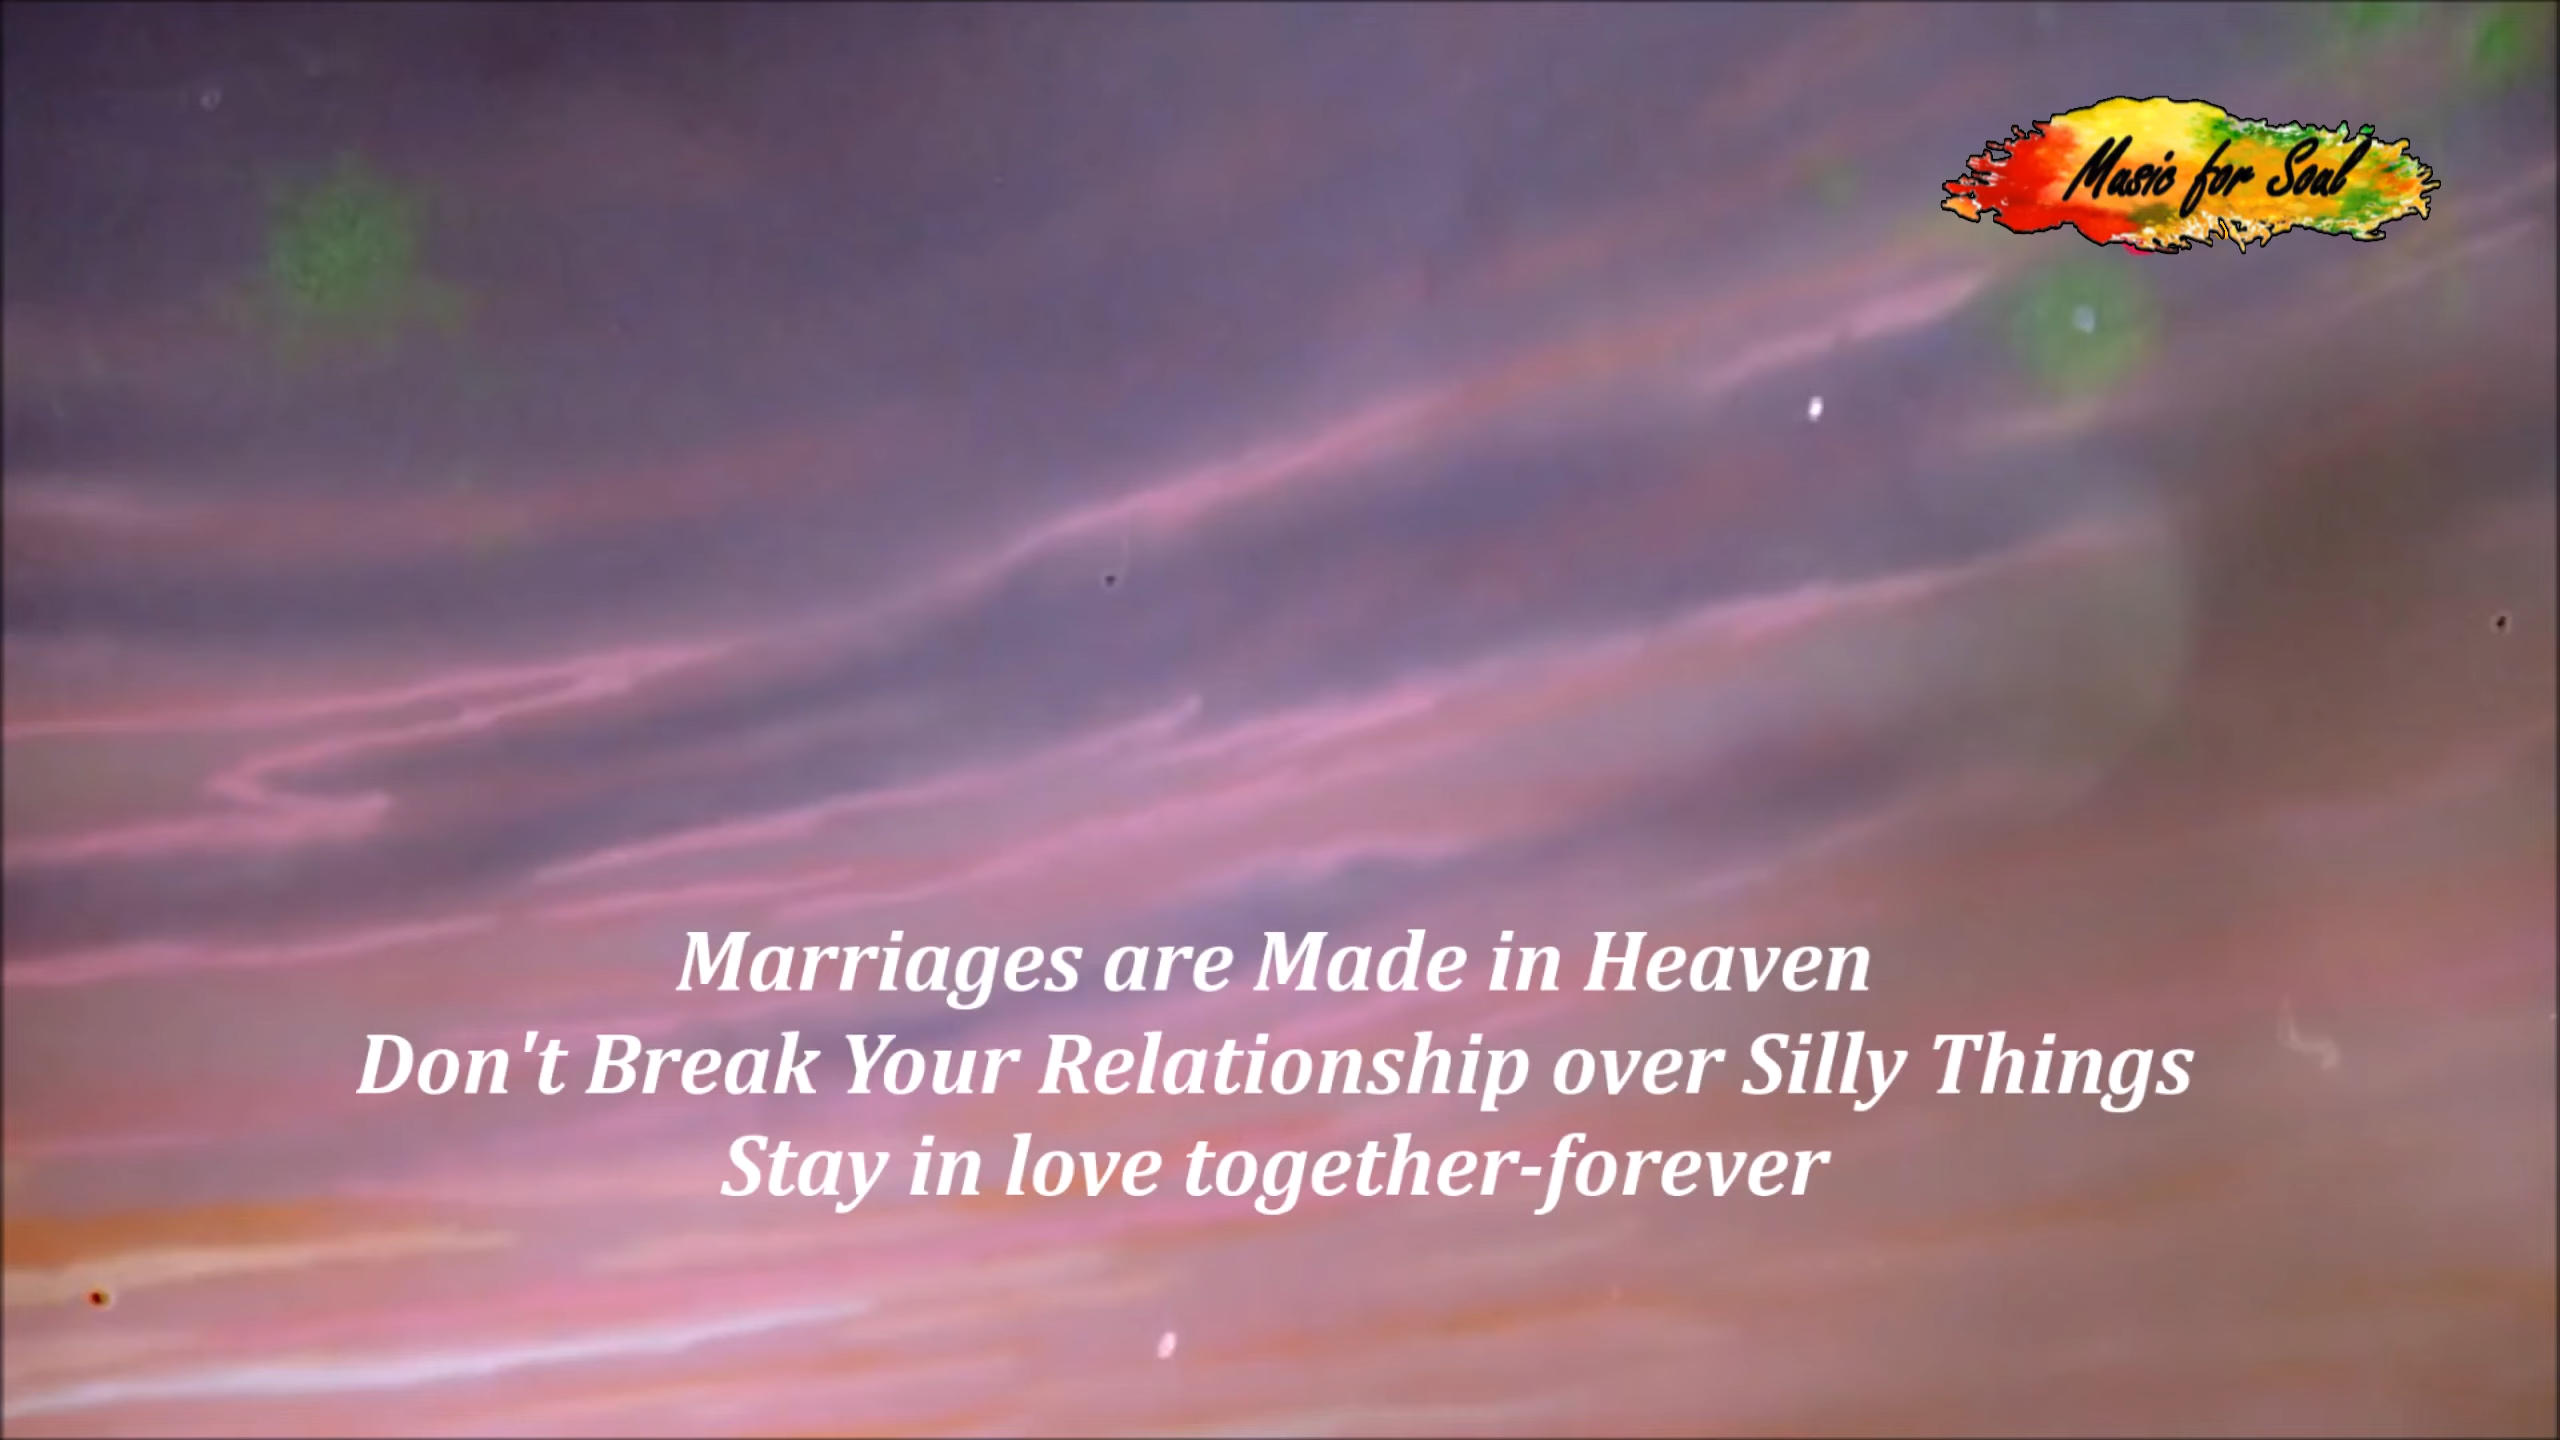 Music for Soul
Marriages are Made in Heaven
Don't Break Your Relationship over Silly Things
Stay in love together-forever